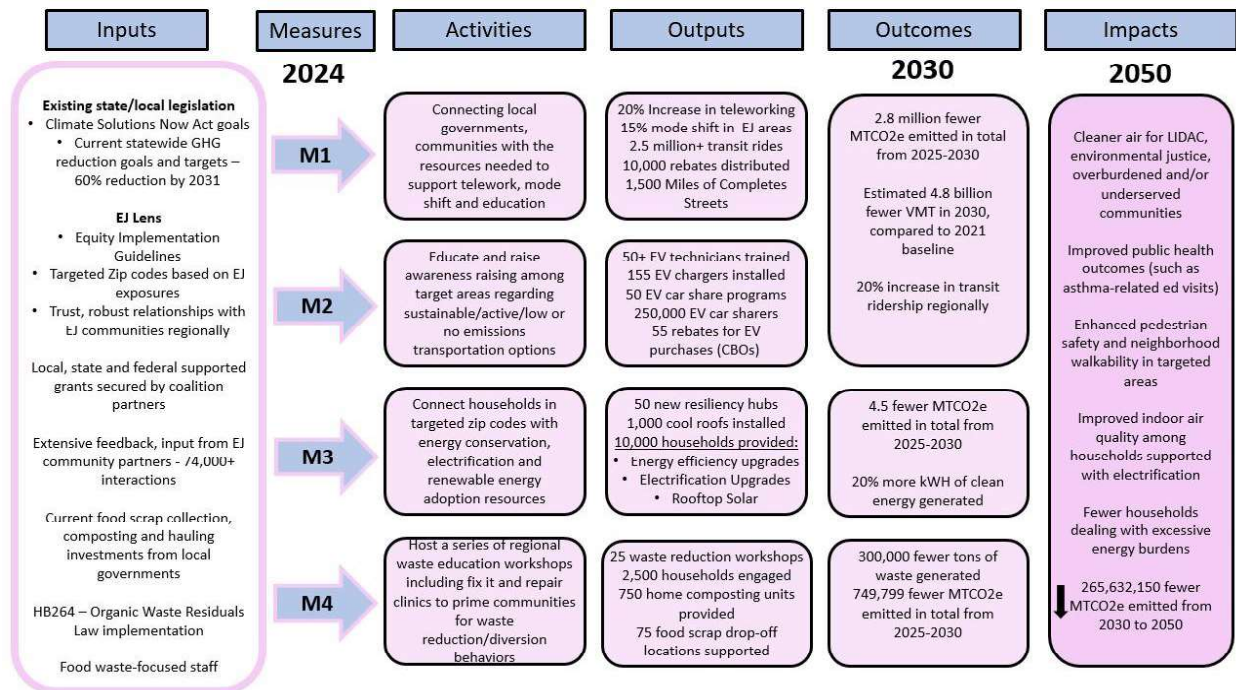 Inputs
Measures
Activities
Outputs
Outcomes
Impacts
2024
2030
2050
Existing state/local legislation
• Climate Solutions Now Act goals
• Current statewide GHG
reduction goals and targets –
60% reduction by 2031
EJ Lens
• Equity Implementation
Guidelines
• Targeted Zip codes based on EJ
exposures
• Trust, robust relationships with
EJ communities regionally
Local, state and federal supported
grants secured by coalition
partners
Extensive feedback, input from EJ
community partners - 74,000+
interactions
Current food scrap collection,
composting and hauling
investments from local
governments
HB264 – Organic Waste Residuals
Law implementation
Food waste-focused staff
M1
Connecting local
governments,
communities with the
resources needed to
support telework, mode
shift and education
20% Increase in teleworking
15% mode shift in EJ areas
2.5 million+ transit rides
10,000 rebates distributed
1,500 Miles of Completes
Streets
M2
Educate and raise
awareness raising among
target areas regarding
sustainable/active/low or
no emissions
transportation options
50+ EV technicians trained
155 EV chargers installed
50 EV car share programs
250,000 EV car sharers
55 rebates for EV
purchases (CBOs)
2.8 million fewer
MTCO2e emitted in total
from 2025-2030
Estimated 4.8 billion
fewer VMT in 2030,
compared to 2021
baseline
20% increase in transit
ridership regionally
M3
Connect households in
targeted zip codes with
energy conservation,
electrification and
renewable energy
adoption resources
50 new resiliency hubs
1,000 cool roofs installed
10,000 households provided:
• Energy efficiency upgrades
• Electrification Upgrades
• Rooftop Solar
4.5 fewer MTCO2e
emitted in total from
2025-2030
20% more kWH of clean
energy generated
M4
Host a series of regional
waste education workshops
including fix it and repair
clinics to prime communities
for waste
reduction/diversion
behaviors
25 waste reduction workshops
2,500 households engaged
750 home composting units
provided
75 food scrap drop-off
locations supported
300,000 fewer tons of
waste generated
749,799 fewer MTCO2e
emitted in total from
2025-2030
Cleaner air for LIDAC,
environmental justice,
overburdened and/or
underserved
communities
Improved public health
outcomes (such as
asthma-related ed visits)
Enhanced pedestrian
safety and neighborhood
walkability in targeted
areas
Improved indoor air
quality among
households supported
with electrification
Fewer households
dealing with excessive
energy burdens
265,632,150 fewer
MTCO2e emitted from
2030 to 2050